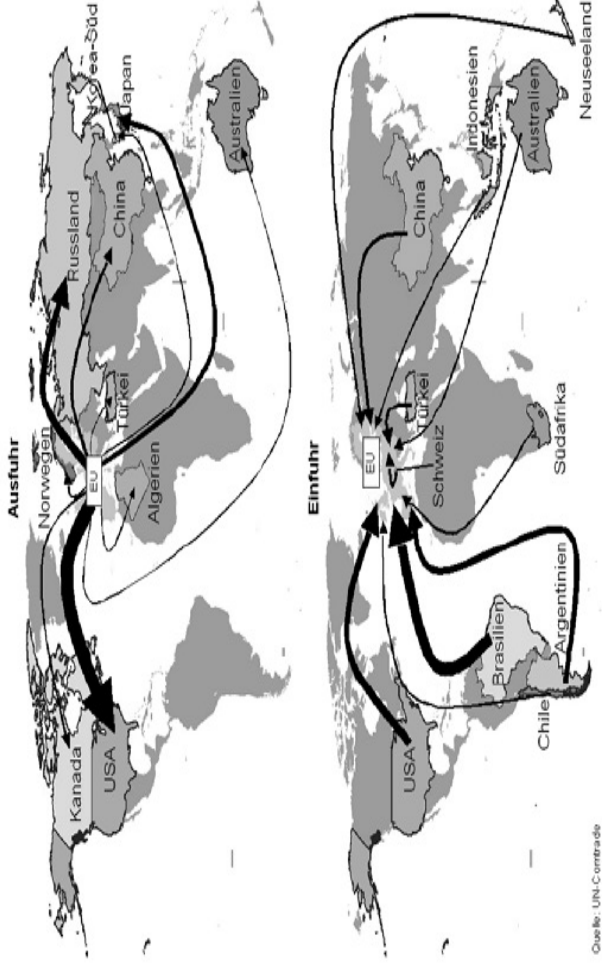 Ausfuhr
Norwegen
Russland
Korea-Süd
Japan
Kanada
EU
China
USA
Türkei
Algerien
Australien
Einfuhr
EU
China
Indonesien
USA
Türkei
Schweiz
Australien
Brasilien
Südafrika
Neuseeland
Argentinien
Chile
Quelle: UN-Comtrade